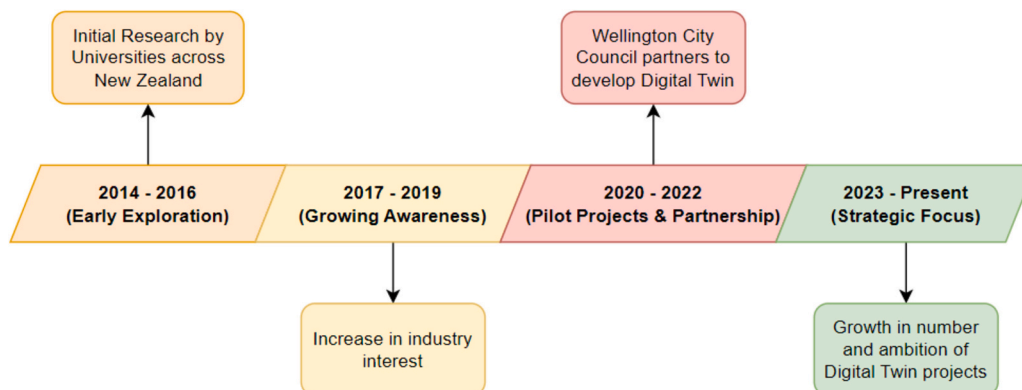 Initial Research by
Universities across
New Zealand
Wellington City
Council partners to
develop Digital Twin
2014 - 2016
(Early Exploration)
2017 - 2019
(Growing Awareness)
2020 - 2022
(Pilot Projects & Partnership)
2023 - Present
(Strategic Focus)
Increase in industry
interest
Growth in number
and ambition of
Digital Twin projects